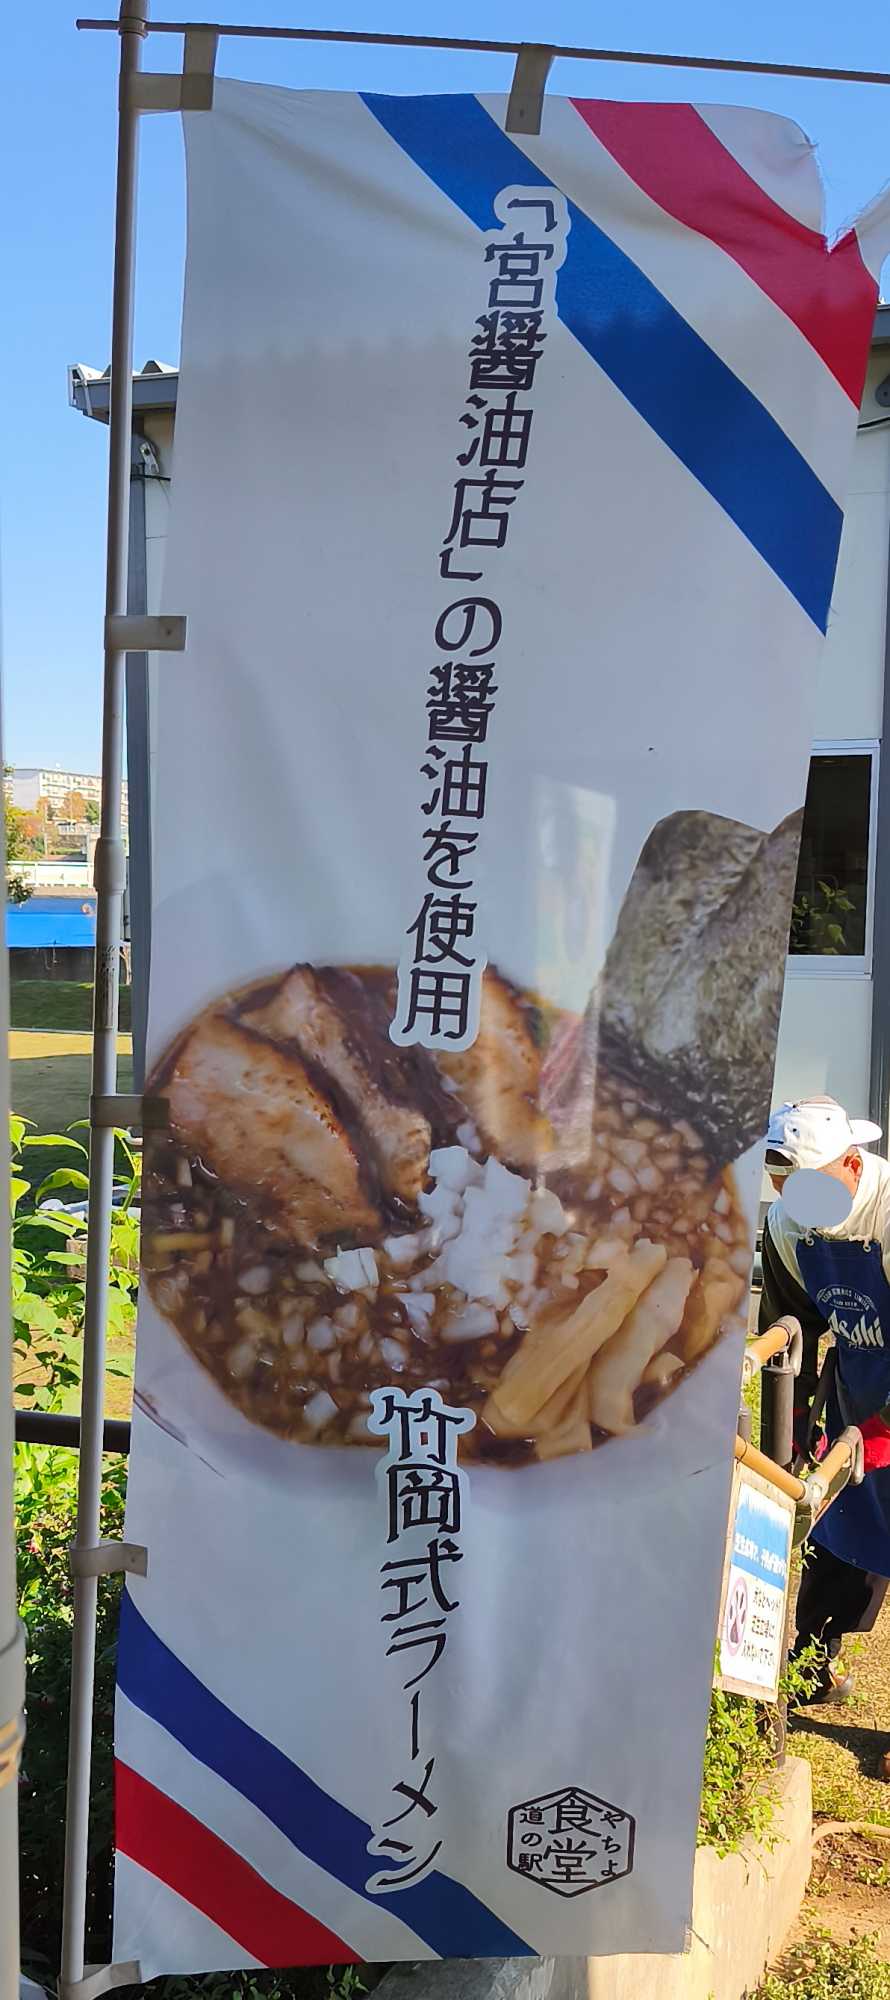 「宮醤油店」の醤油を使用
竹岡式ラーメン
やちよ
食堂
道の駅
Asahi